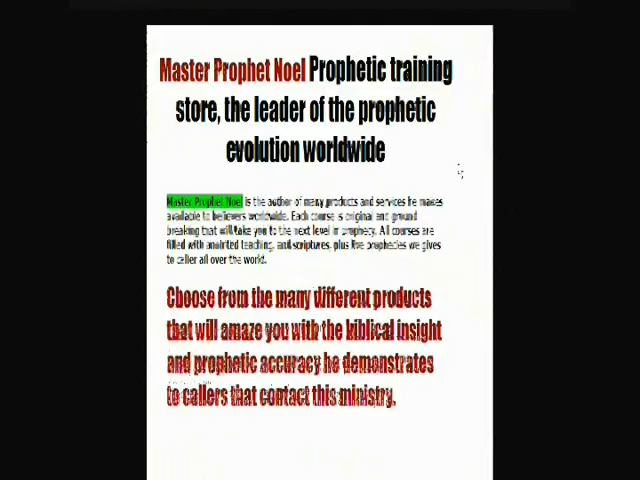 Master Prophet Noel Prophetic training
store, the leader of the prophetic
evolution worldwide
Master Prophet Noel is the author of many products and services he makes
available to believers worldwide. Each course is original and ground
breaking that will take you to the next level in prophecy. All courses are
filled with anointed teaching, and scriptures, plus live prophecies we gives
to caller all over the world.
Choose from the many different products
that will amaze you with the biblical insight
and prophetic accuracy he demonstrates
to callers that contact this ministry.